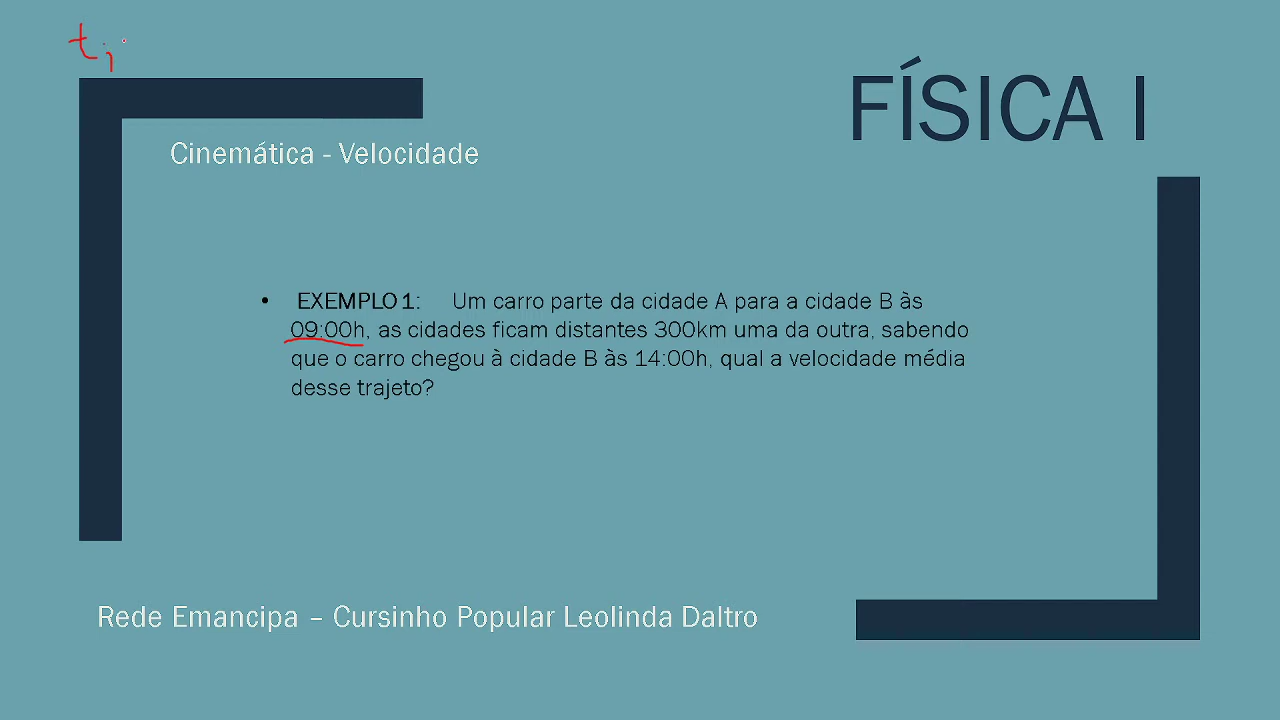 ti
FÍSICA I
Cinemática - Velocidade
• EXEMPLO 1: Um carro parte da cidade A para a cidade B às
09:00h, as cidades ficam distantes 300km uma da outra, sabendo
que o carro chegou à cidade B às 14:00h, qual a velocidade média
desse trajeto?
Rede Emancipa – Cursinho Popular Leolinda Daltro